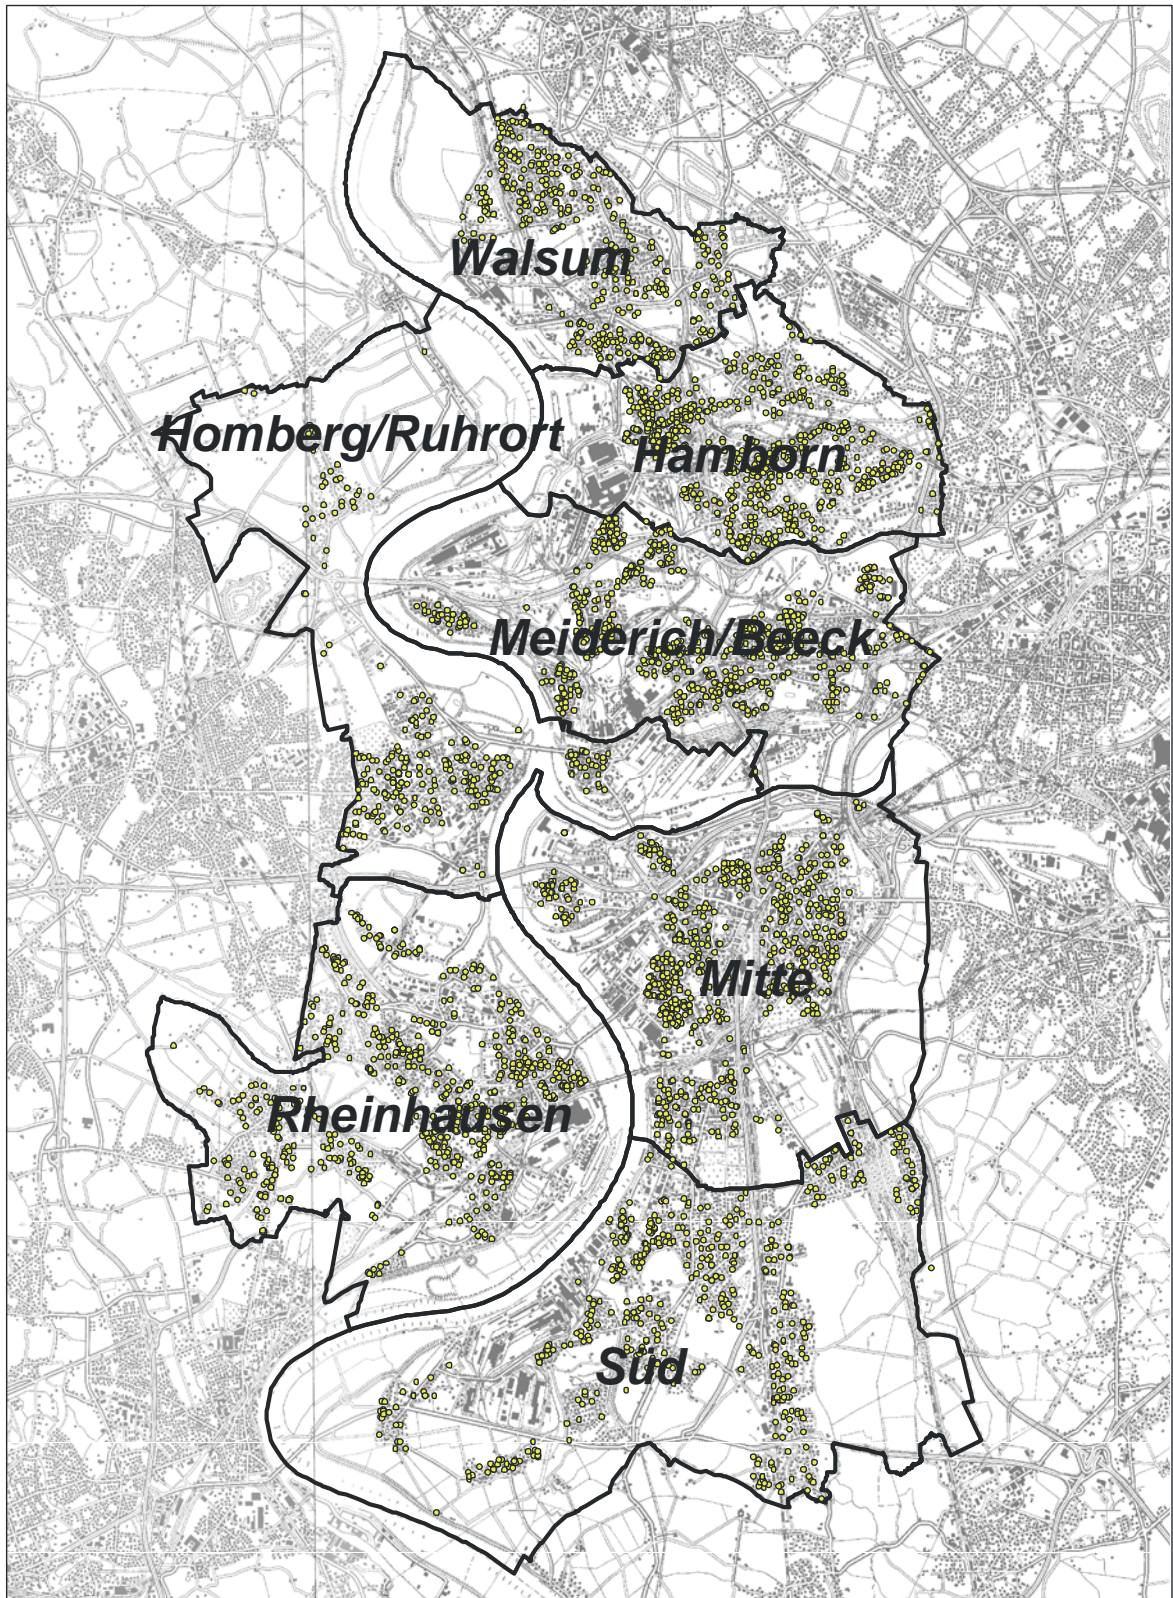 Walsum
Homberg/Ruhrort
Hamborn
Meiderich/Beeck
Mitte
Rheinhausen
Süd